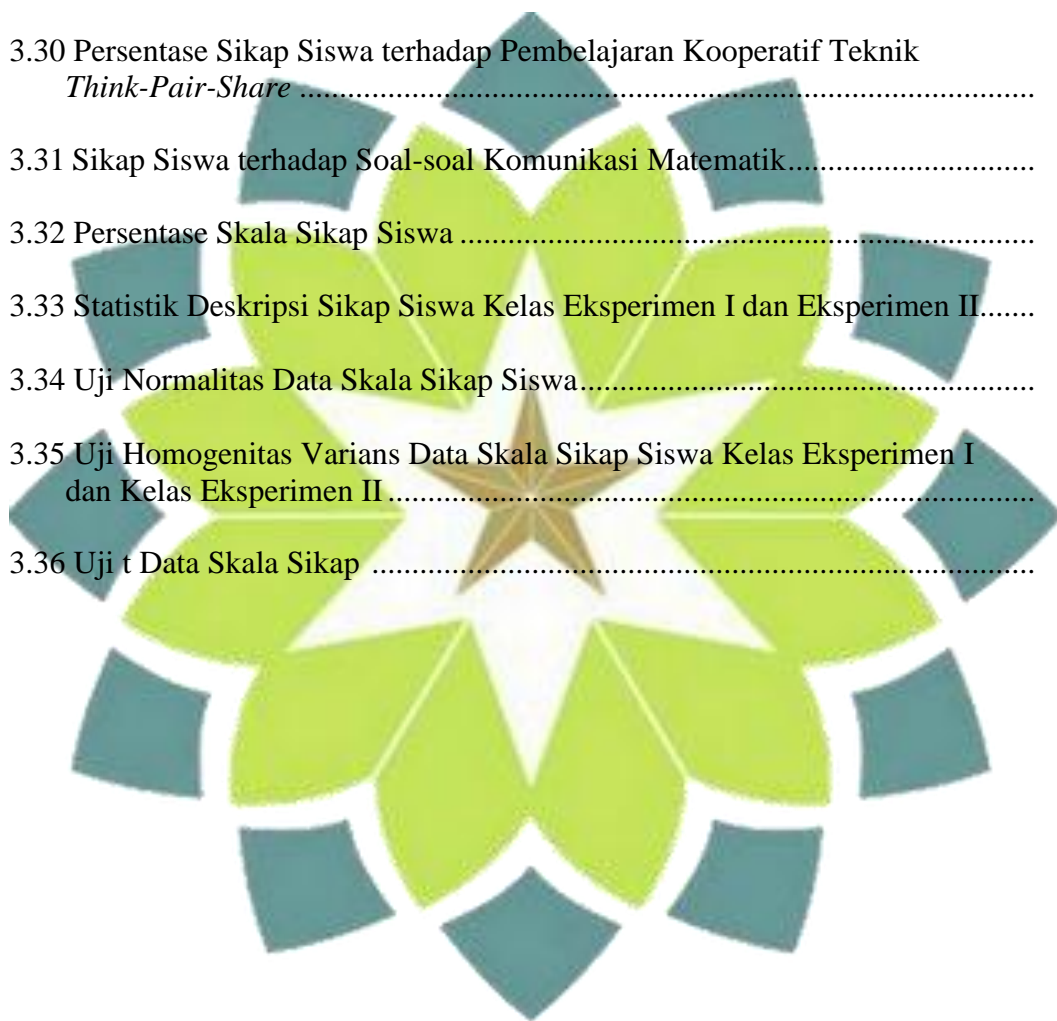 3.30 Persentase Sikap Siswa terhadap Pembelajaran Kooperatif Teknik
Think-Pair-Share ............................................................................................
3.31 Sikap Siswa terhadap Soal-soal Komunikasi Matematik...............................
3.32 Persentase Skala Sikap Siswa ........................................................................
3.33 Statistik Deskripsi Sikap Siswa Kelas Eksperimen I dan Eksperimen II.......
3.34 Uji Normalitas Data Skala Sikap Siswa.........................................................
3.35 Uji Homogenitas Varians Data Skala Sikap Siswa Kelas Eksperimen I
dan Kelas Eksperimen II .................................................................................
3.36 Uji t Data Skala Sikap ...................................................................................